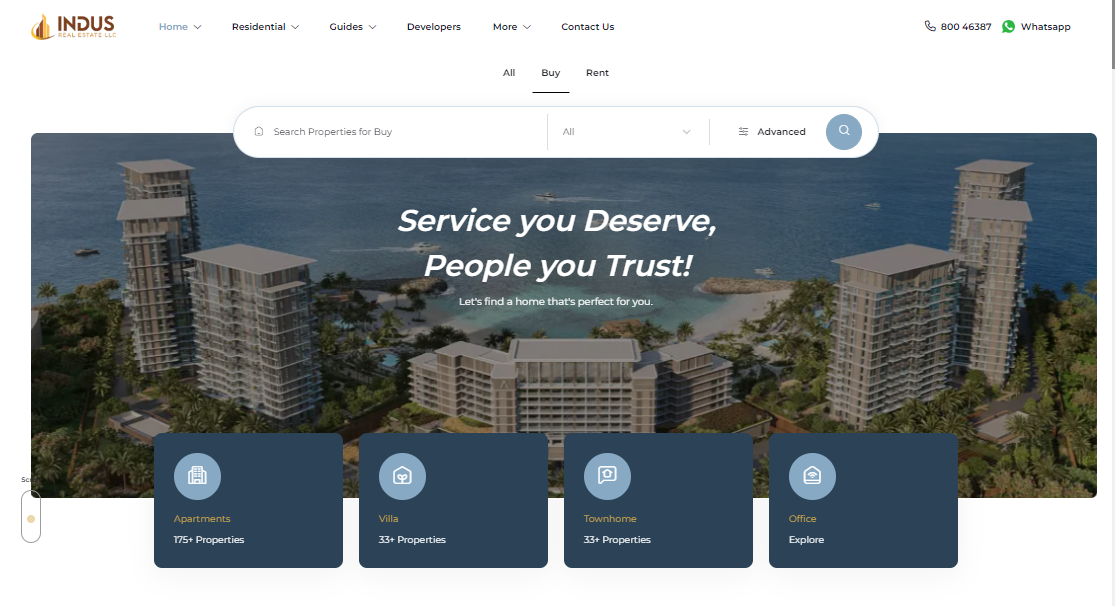 INDUS
REAL ESTATE LLC
Home
Residential
Guides
Developers
More
Contact Us
800 46387
Whatsapp
All
Buy
Rent
Search Properties for Buy
All
Advanced
Service you Deserve,
People you Trust!
Let's find a home that's perfect for you.
Apartments
175+ Properties
Villa
33+ Properties
Townhome
33+ Properties
Office
Explore